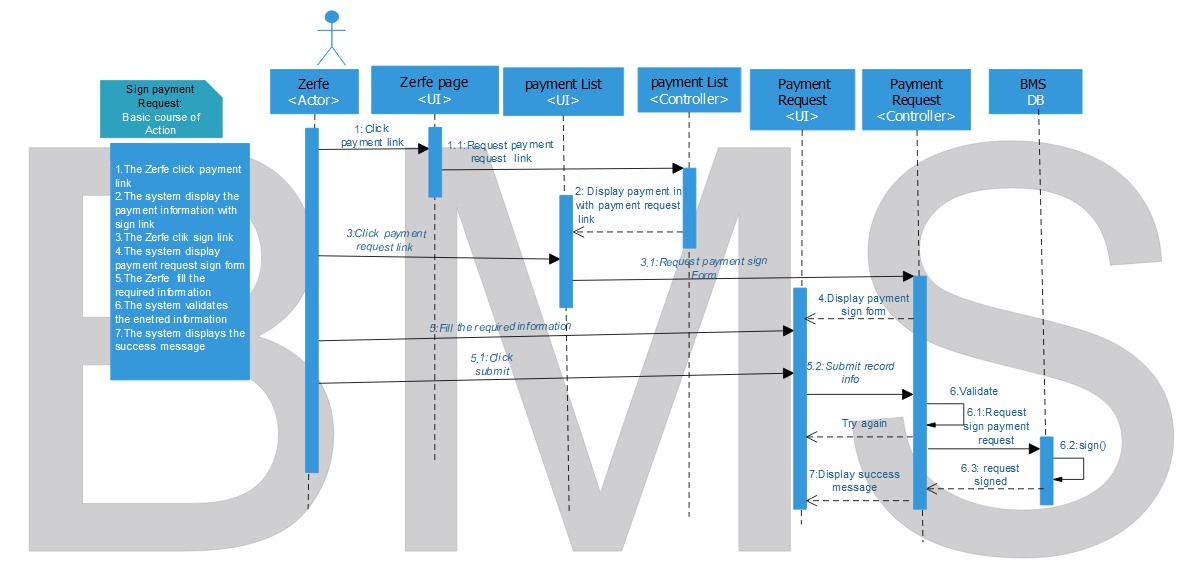 Sign payment
Request:
Basic course of
Action
1.The Zerfe click payment
link
2.The system display the
payment information with
sign link
3.The Zerfe clik sign link
4.The system display
payment request sign form
5.The Zerfe fill the
required information
6.The system validates
the enetred information
7.The system displays the
success message
Zerfe
<Actor>
Zerfe page
<UI>
payment List
<UI>
payment List
<Controller>
Payment
Request
<UI>
Payment
Request
<Controller>
BMS
DB
1: Click
payment link
1.1:Request payment
request link
2: Display payment in
with payment request
link
3:Click payment
request link
3.1:Request payment sign
Form
4.Display payment
sign form
5:Fill the required information
5.1:Click
submit
5.2:Submit record
info
6.Validate
6.1:Request
sign payment
request
Try again
6.2:sign()
6.3: request
signed
7:Display success
message
BMS